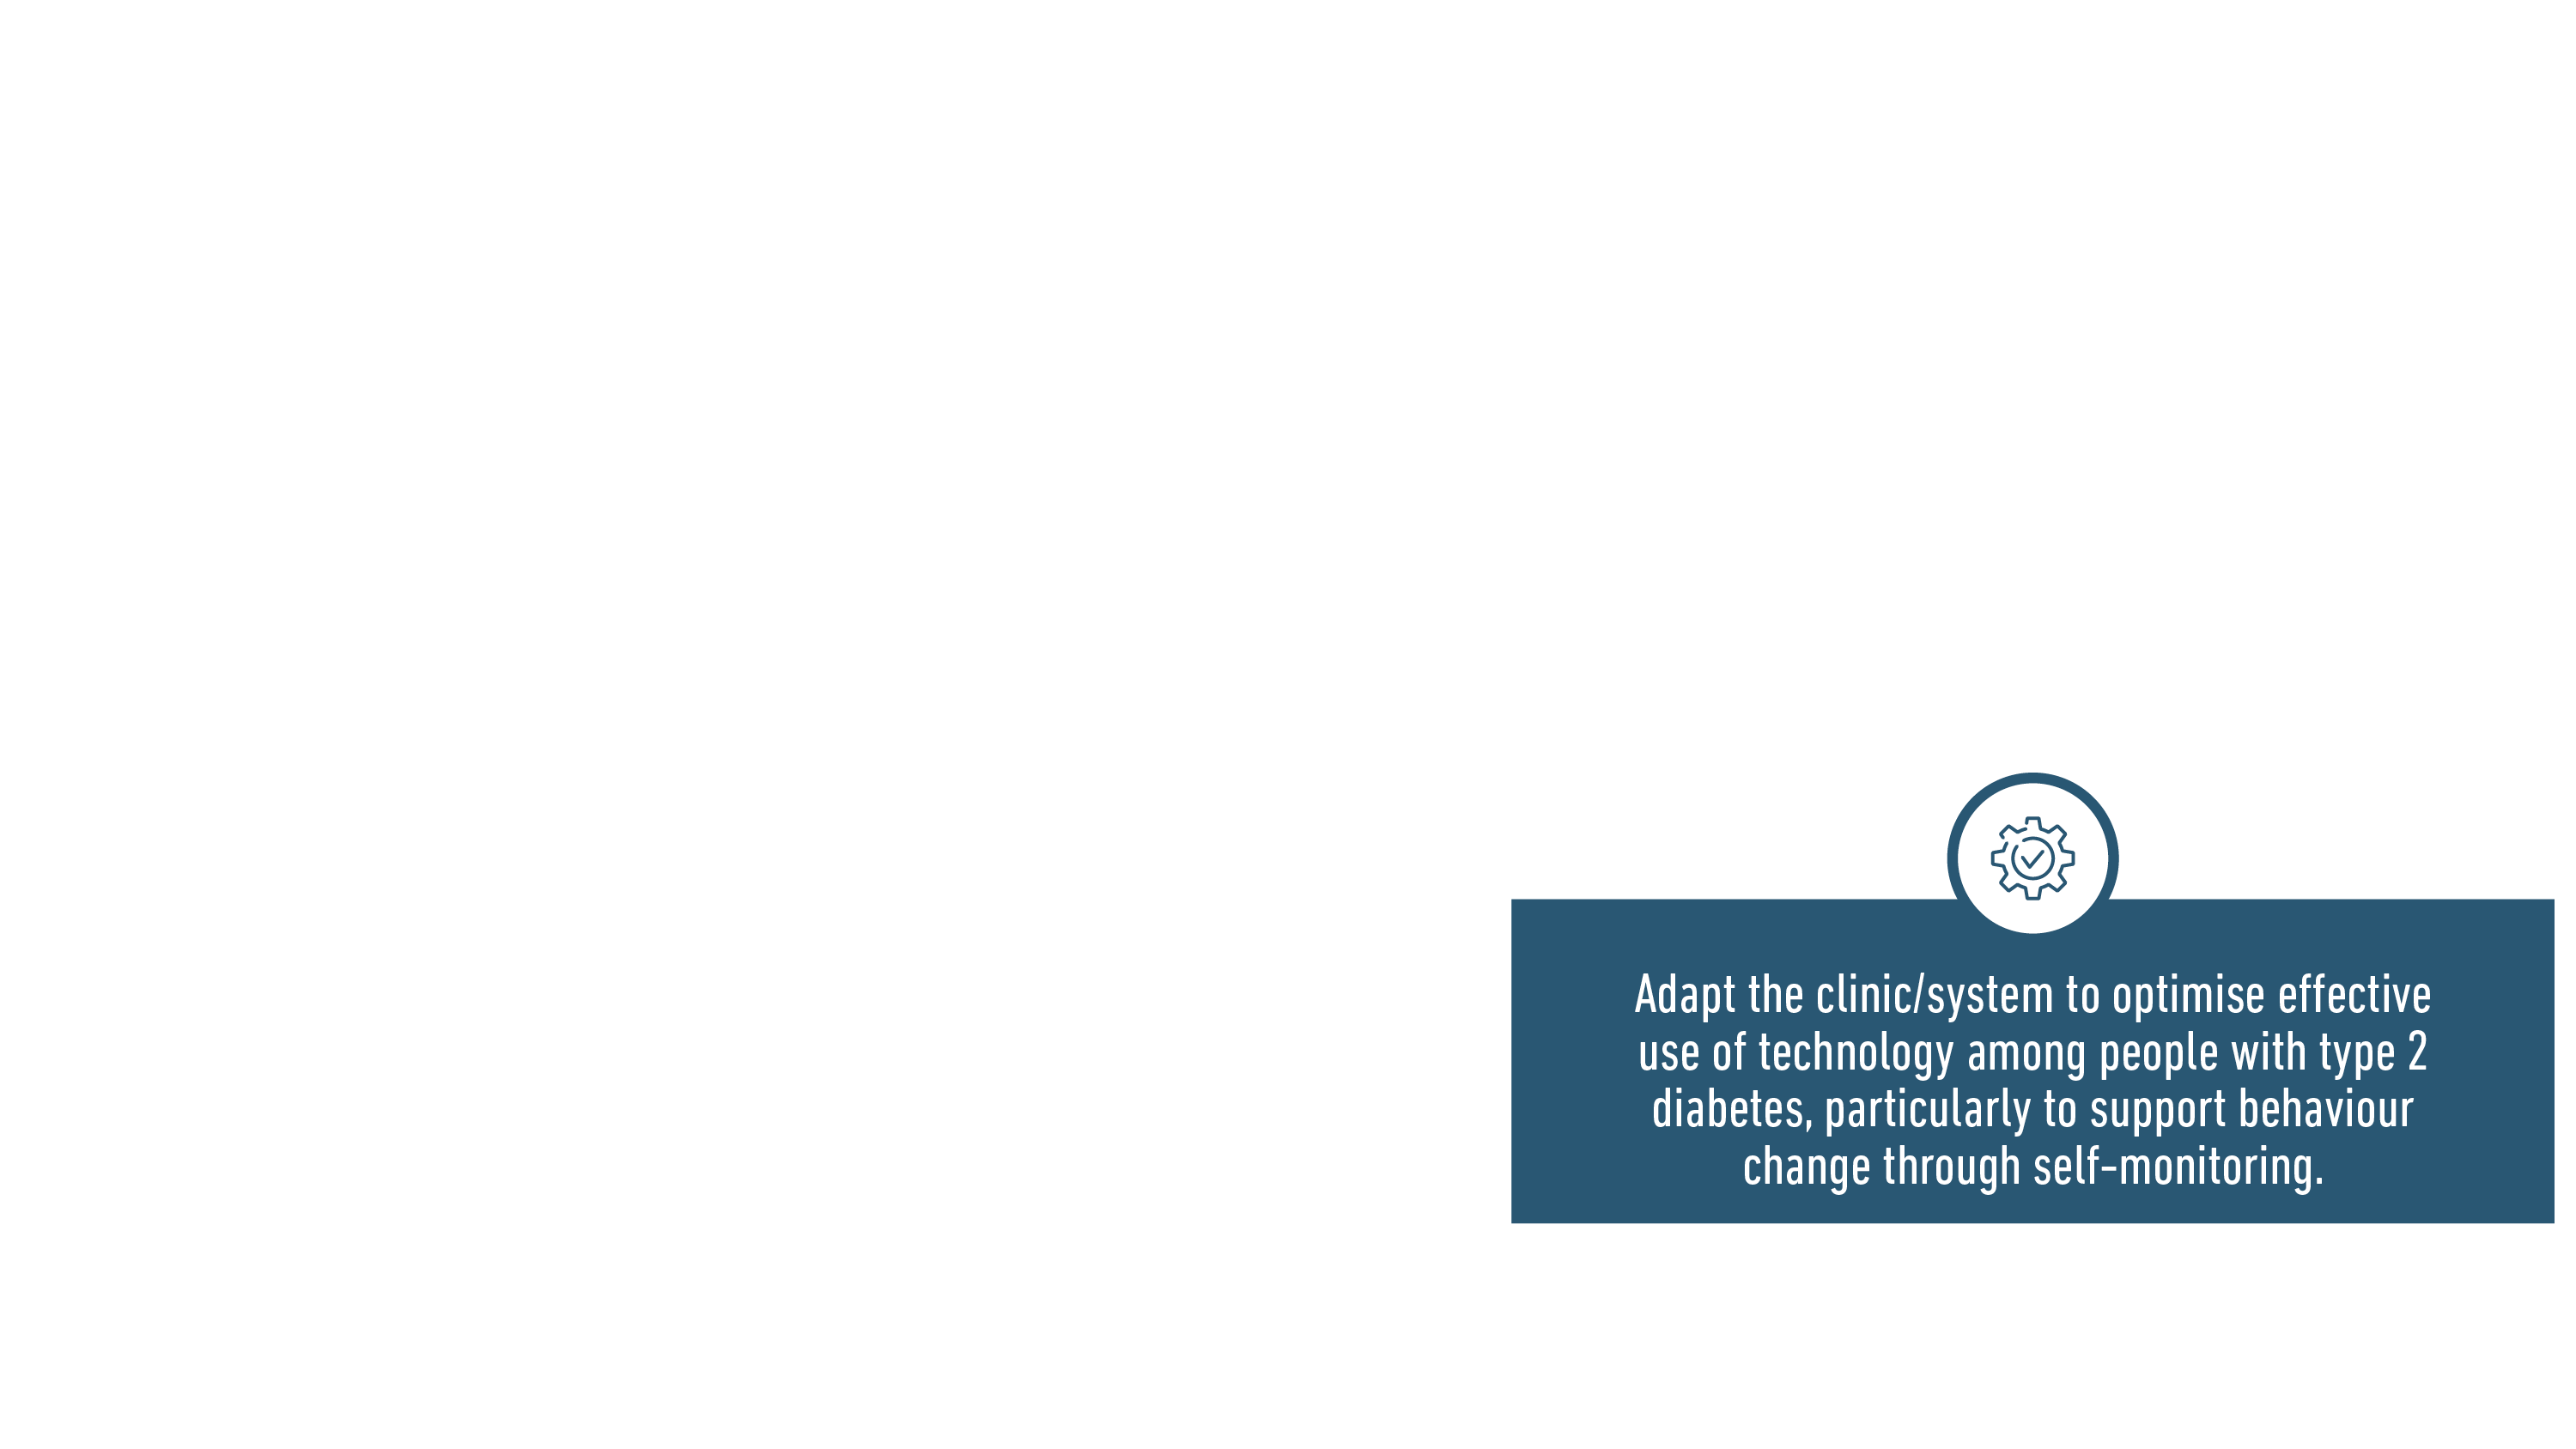 Adapt the clinic/system to optimise effective
use of technology among people with type 2
diabetes, particularly to support behaviour
change through self-monitoring.